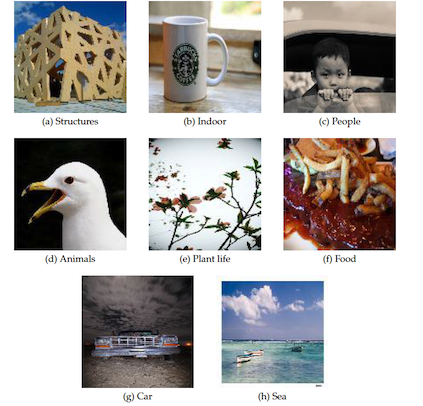 (a) Structures
(b) Indoor
(c) People
(d) Animals
(e) Plant life
(f) Food
(g) Car
(h) Sea